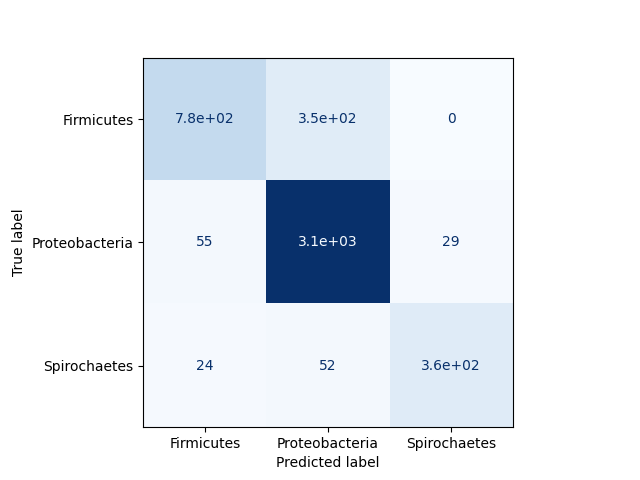 True label
Firmicutes 7.8e+02 3.5e+02 0
Proteobacteria 55 3.1e+03 29
Spirochaetes 24 52 3.6e+02
Firmicutes Proteobacteria Spirochaetes
Predicted label